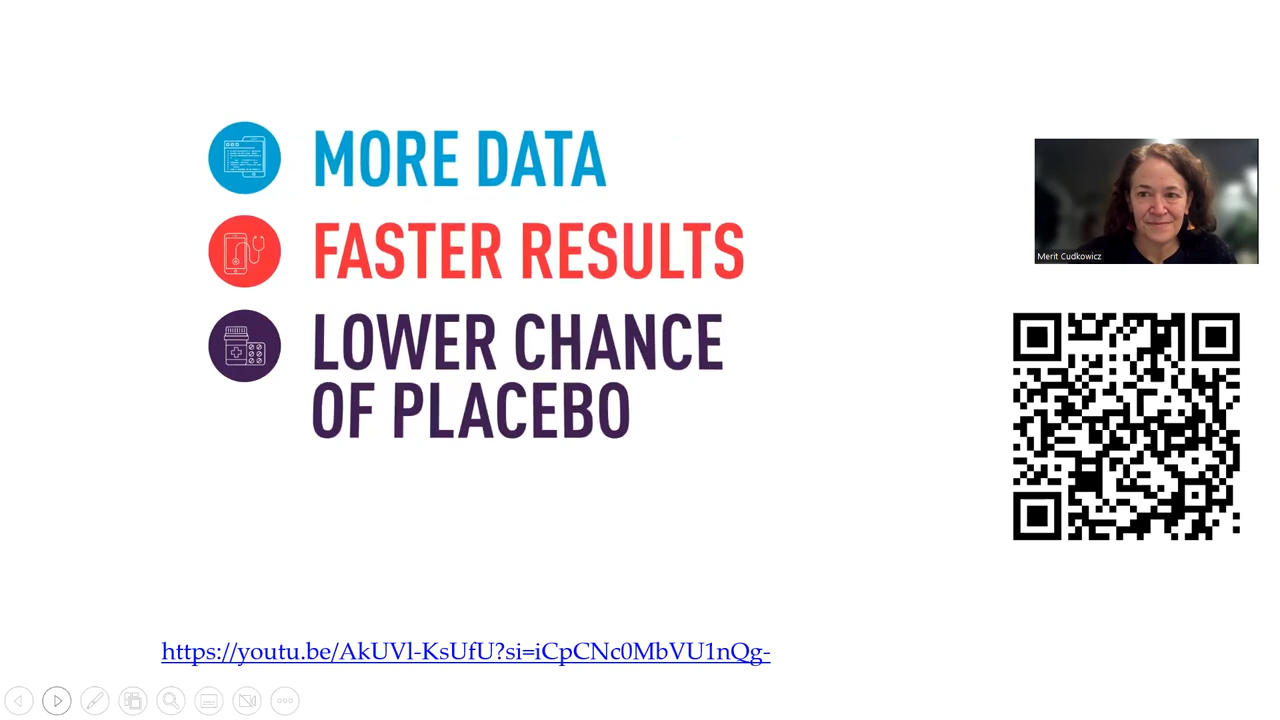 MORE DATA
FASTER RESULTS
LOWER CHANCE
OF PLACEBO
Merit Cudkowicz
https://youtu.be/AkUVl-KsUfU?si=iCpCNc0MbVU1nQg-